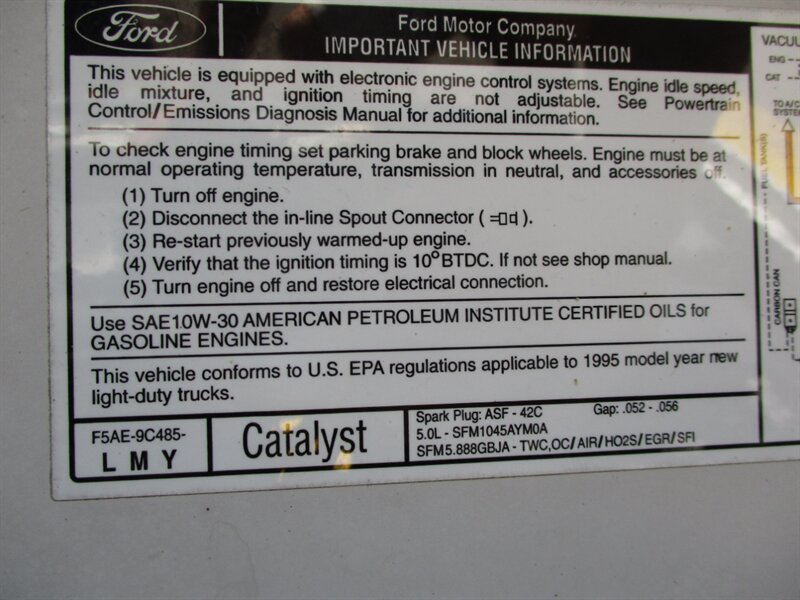 Ford
Ford Motor Company
IMPORTANT VEHICLE INFORMATION
This vehicle is equipped with electronic engine control systems. Engine idle speed,
idle mixture, and ignition timing are not adjustable. See Powertrain
Control/Emissions Diagnosis Manual for additional information.
To check engine timing set parking brake and block wheels. Engine must be at
normal operating temperature, transmission in neutral, and accessories off.
(1) Turn off engine.
(2) Disconnect the in-line Spout Connector ( ).
(3) Re-start previously warmed-up engine.
(4) Verify that the ignition timing is 10° BTDC. If not see shop manual.
(5) Turn engine off and restore electrical connection.
Use SAE10W-30 AMERICAN PETROLEUM INSTITUTE CERTIFIED OILS for
GASOLINE ENGINES.
This vehicle conforms to U.S. EPA regulations applicable to 1995 model year new
light-duty trucks.
F5AE-9C485-
L M Y
Catalyst
Spark Plug: ASF - 42C Gap: .052 - .056
5.0L - SFM1045AYM0A
SFM5.888GBJA - TWC,OC/AIR/HO2S/EGR/SFI
ENG
CAT
TO A/C
FUEL TANK(S)
CARBON CAN